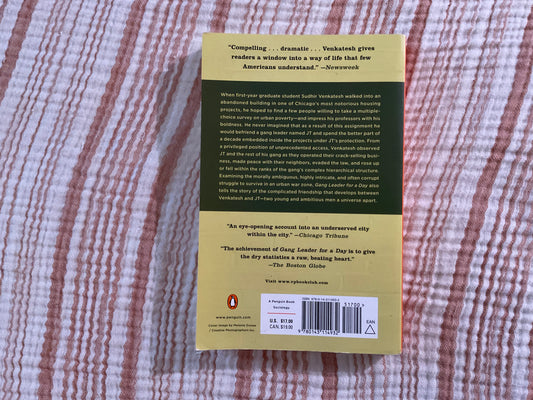 "Compelling . . . dramatic . . . Venkatesh gives
readers a window into a way of life that few
Americans understand." —Newsweek
When first-year graduate student Sudhir Venkatesh walked into an
abandoned building in one of Chicago's most notorious housing
projects, he hoped to find a few people willing to take a multiple-
choice survey on urban poverty—and impress his professors with
his boldness. He never imagined that as a result of this assignment he
would befriend a gang leader named JT and spend the better part of
a decade embedded inside the projects under JT's protection. From
a privileged position of unprecedented access, Venkatesh observed
JT and the rest of his gang as they operated their crack-selling busi-
ness, made peace with their neighbors, evaded the law, and rose up
or fell within the ranks of the gang's complex hierarchical structure.
Examining the morally ambiguous, highly intricate, and often corrupt
struggle to survive in an urban war zone, Gang Leader for a Day also
tells the story of the complicated friendship that develops between
Venkatesh and JT—two young and ambitious men a universe apart.
"An eye-opening account into an underserved city
within the city." —Chicago Tribune
"The achievement of Gang Leader for a Day is to give
the dry statistics a raw, beating heart."
—The Boston Globe
Visit www.vpbookclub.com
A Penguin Book
Sociology
51700
U.S. $17.00
CAN. $19.00
9 780143 114932
EAN
www.penguin.com